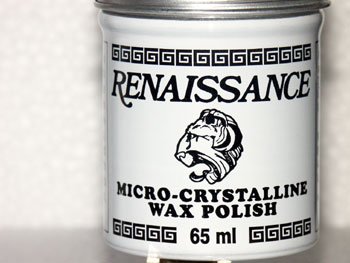 RENAISSANCE
MICRO-CRYSTALLINE
WAX POLISH
65 ml